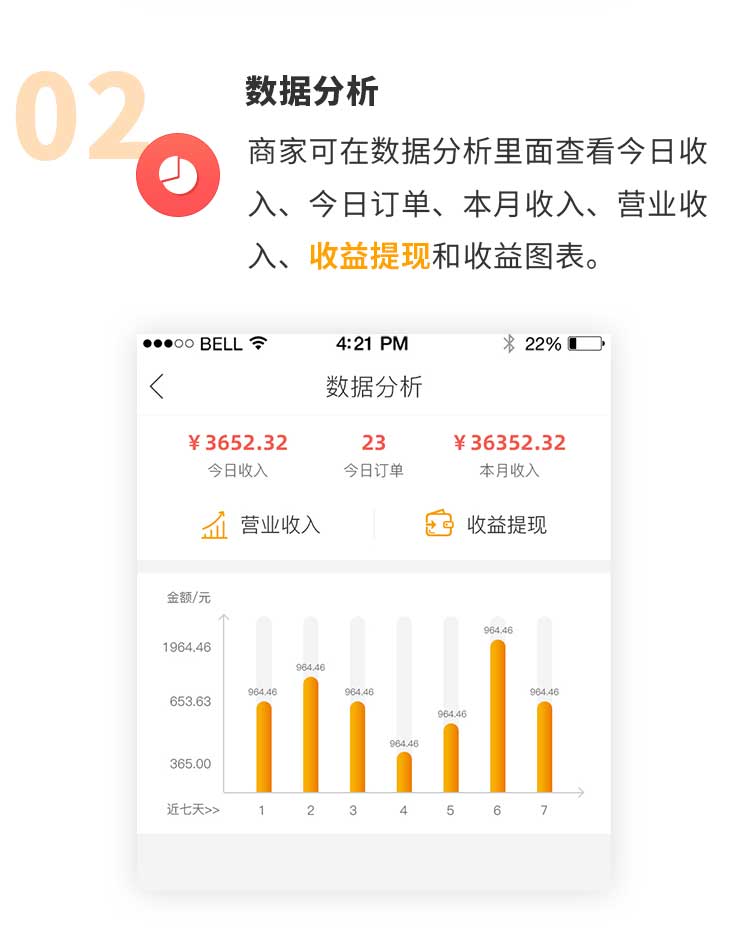 02
数据分析
商家可在数据分析里面查看今日收
入、今日订单、本月收入、营业收
入、收益提现和收益图表。
BELL 4:21 PM 22%
数据分析
¥3652.32 23 ¥36352.32
今日收入 今日订单 本月收入
营业收入 收益提现
金额/元
964.46
1964.46
964.46
964.46 964.46 653.63 964.46
964.46
964.46
365.00
近七天>> 1 2 3 4 5 6 7